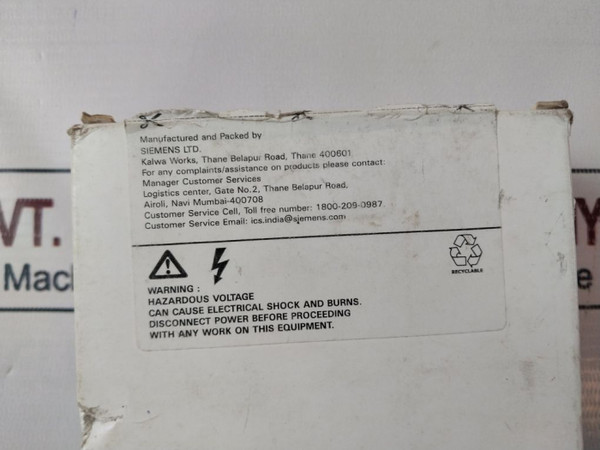 Manufactured and Packed by
SIEMENS LTD.
Kalwa Works, Thane Belapur Road, Thane 400601
For any complaints/assistance on products please contact:
Manager Customer Services
Logistics center, Gate No.2, Thane Belapur Road,
Airoli, Navi Mumbai-400708
Customer Service Cell, Toll free number: 1800-209-0987
Customer Service Email: ics.india@siemens.com
RECYCLABLE
WARNING :
HAZARDOUS VOLTAGE
CAN CAUSE ELECTRICAL SHOCK AND BURNS.
DISCONNECT POWER BEFORE PROCEEDING
WITH ANY WORK ON THIS EQUIPMENT.
VT.
Mach